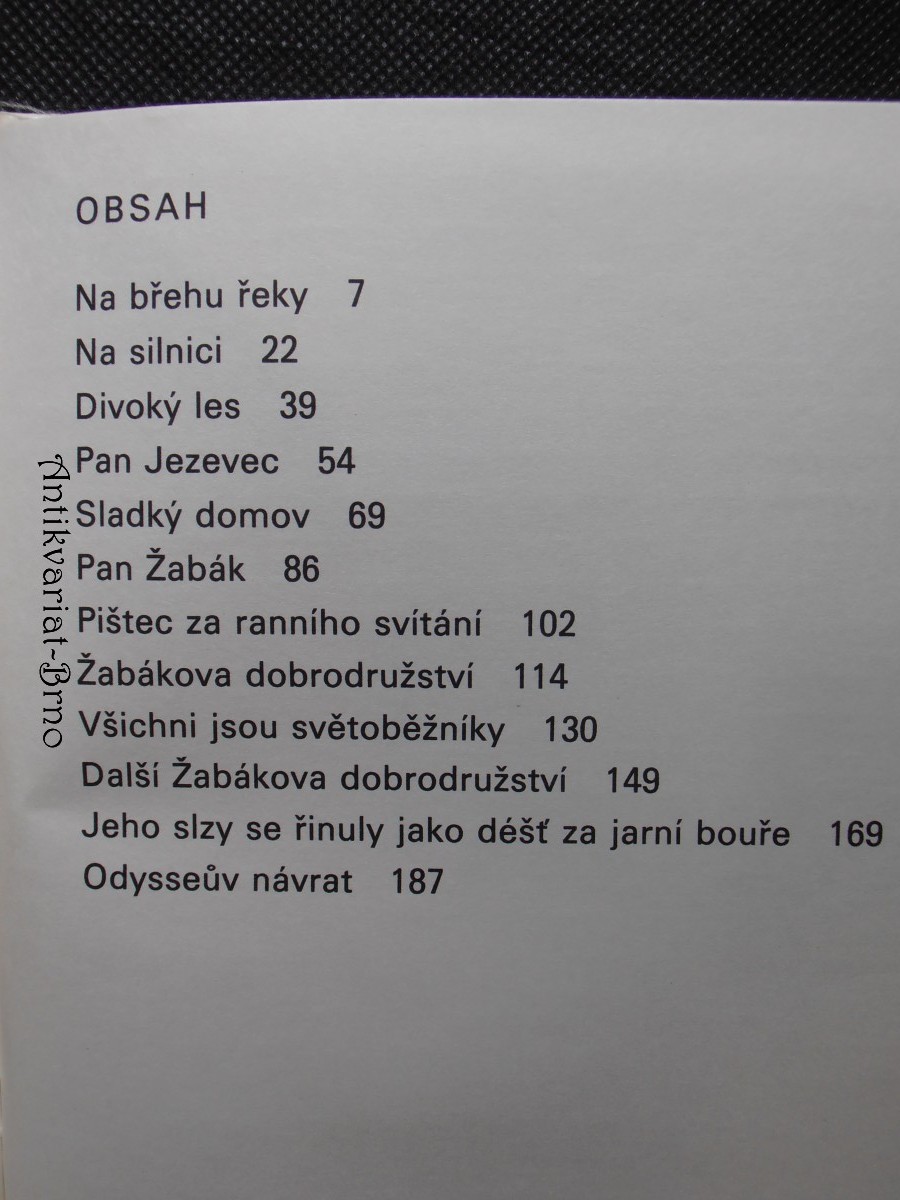 OBSAH
Na břehu řeky 7
Na silnici 22
Divoký les 39
Pan Jezevec 54
Sladký domov 69
Pan Žabák 86
Pištec za ranního svítání 102
Žabákova dobrodružství 114
Všichni jsou světoběžníky 130
Další Žabákova dobrodružství 149
Jeho slzy se řinuly jako déšť za jarní bouře 169
Odysseův návrat 187
Antikvariat-Brno